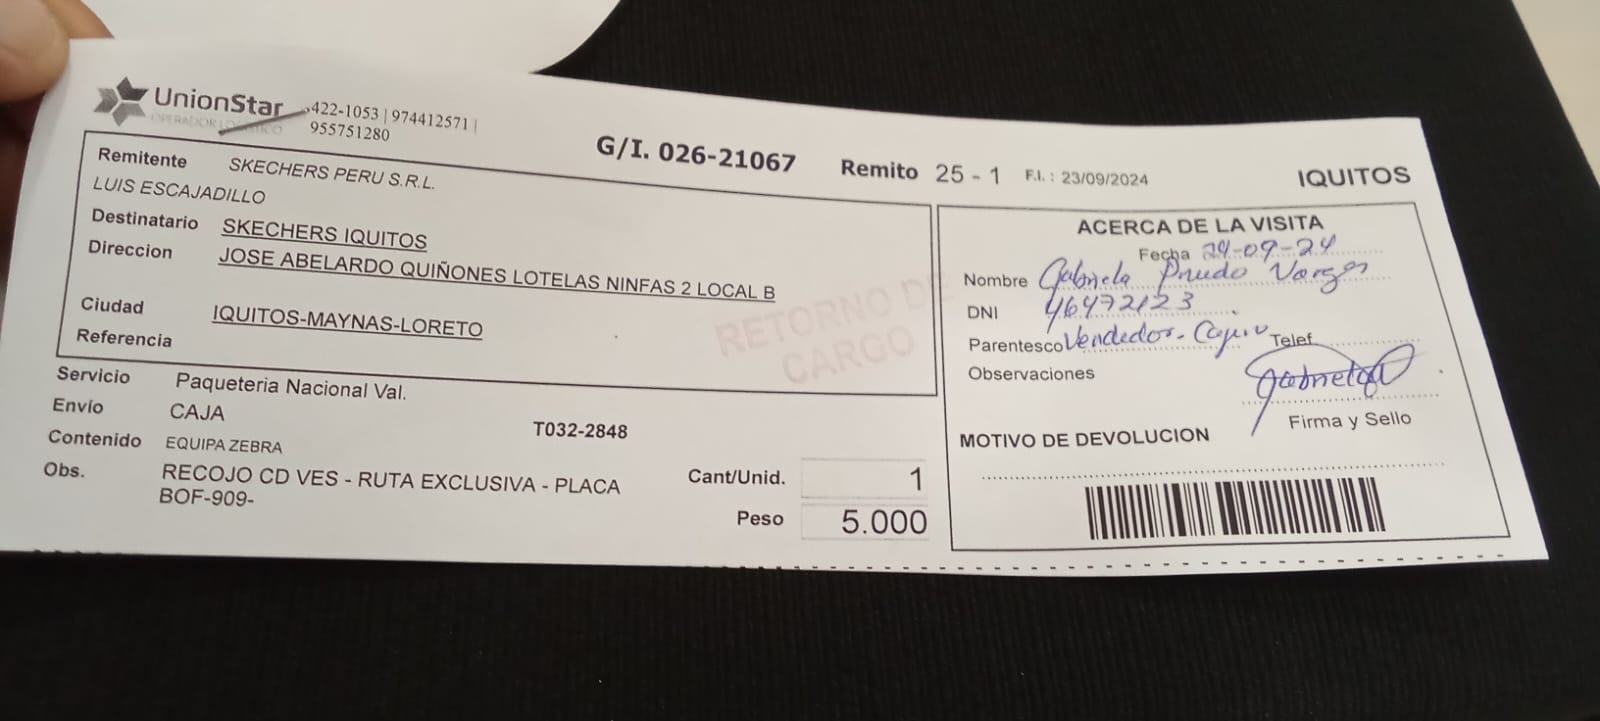 UnionStar
OPERADOR LOGISTICO
422-1053 | 974412571 |
955751280
G/I. 026-21067
Remito 25 - 1
F.I. : 23/09/2024
IQUITOS
Remitente SKECHERS PERU S.R.L.
LUIS ESCAJADILLO
Destinatario SKECHERS IQUITOS
Direccion JOSE ABELARDO QUIÑONES LOTELAS NINFAS 2 LOCAL B
Ciudad IQUITOS-MAYNAS-LORETO
Referencia
RETORNO DE
CARGO
Servicio Paqueteria Nacional Val.
Envío CAJA
T032-2848
Contenido EQUIPA ZEBRA
Obs. RECOJO CD VES - RUTA EXCLUSIVA - PLACA
BOF-909-
Cant/Unid. 1
Peso 5.000
ACERCA DE LA VISITA
Fecha 24-09-24
Nombre Gabriela Vargas
DNI 46472123
Parentesco Vendedor - Telef
Observaciones
Firma y Sello
MOTIVO DE DEVOLUCION